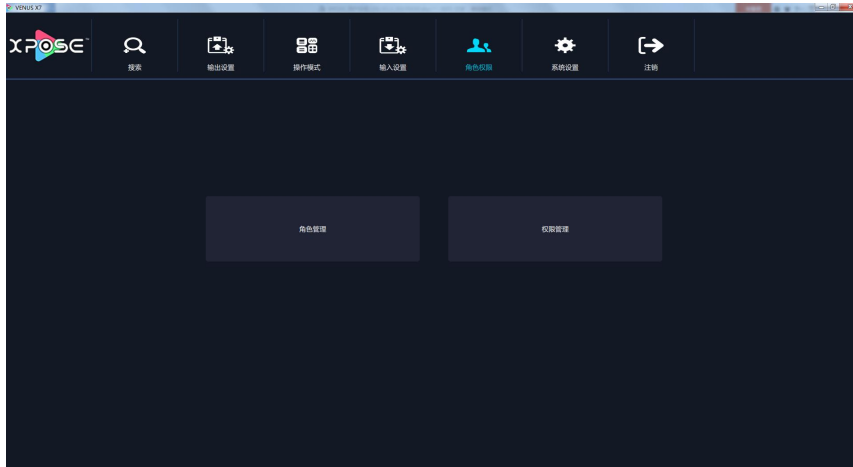 VENUS X7
XPOSE™
搜索
输出设置
操作模式
输入设置
角色权限
系统设置
注销
角色管理
权限管理